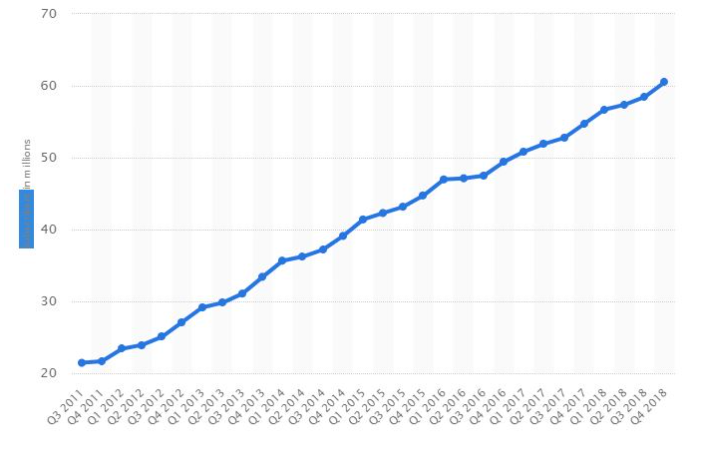 70
60
50
40
30
20
in millions
Q3 2011
Q4 2011
Q1 2012
Q2 2012
Q3 2012
Q4 2012
Q1 2013
Q2 2013
Q3 2013
Q4 2013
Q1 2014
Q2 2014
Q3 2014
Q4 2014
Q1 2015
Q2 2015
Q3 2015
Q4 2015
Q1 2016
Q2 2016
Q3 2016
Q4 2016
Q1 2017
Q2 2017
Q3 2017
Q4 2017
Q1 2018
Q2 2018
Q3 2018
Q4 2018